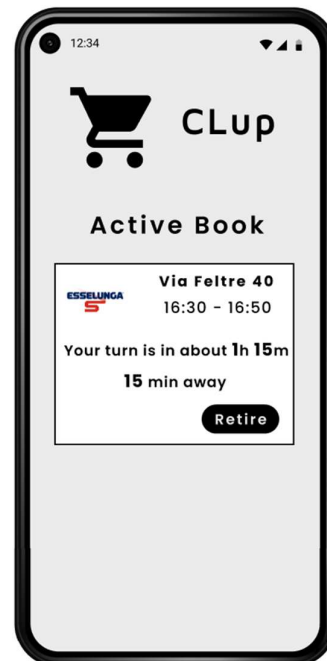 12:34
CLup
Active Book
ESSELUNGA
S
Via Feltre 40
16:30 - 16:50
Your turn is in about 1h 15m
15 min away
Retire